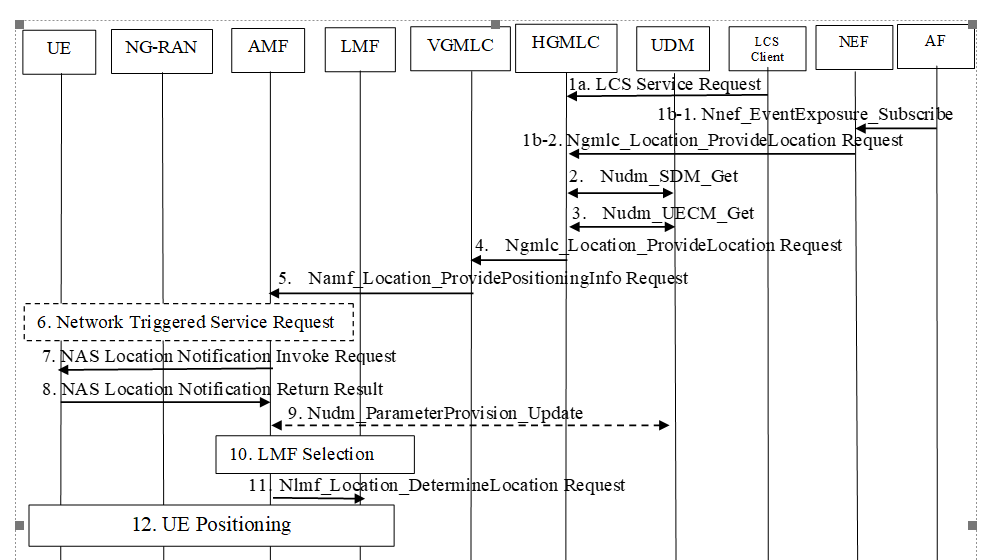 UE NG-RAN AMF LMF VGMLC HGMLC UDM LCS Client NEF AF
1a. LCS Service Request
1b-1. Nnef_EventExposure_Subscribe
1b-2. Ngmlc_Location_ProvideLocation Request
2. Nudm_SDM_Get
3. Nudm_UECM_Get
4. Ngmlc_Location_ProvideLocation Request
5. Namf_Location_ProvidePositioningInfo Request
6. Network Triggered Service Request
7. NAS Location Notification Invoke Request
8. NAS Location Notification Return Result
9. Nudm_ParameterProvision_Update
10. LMF Selection
11. Nlmf_Location_DetermineLocation Request
12. UE Positioning